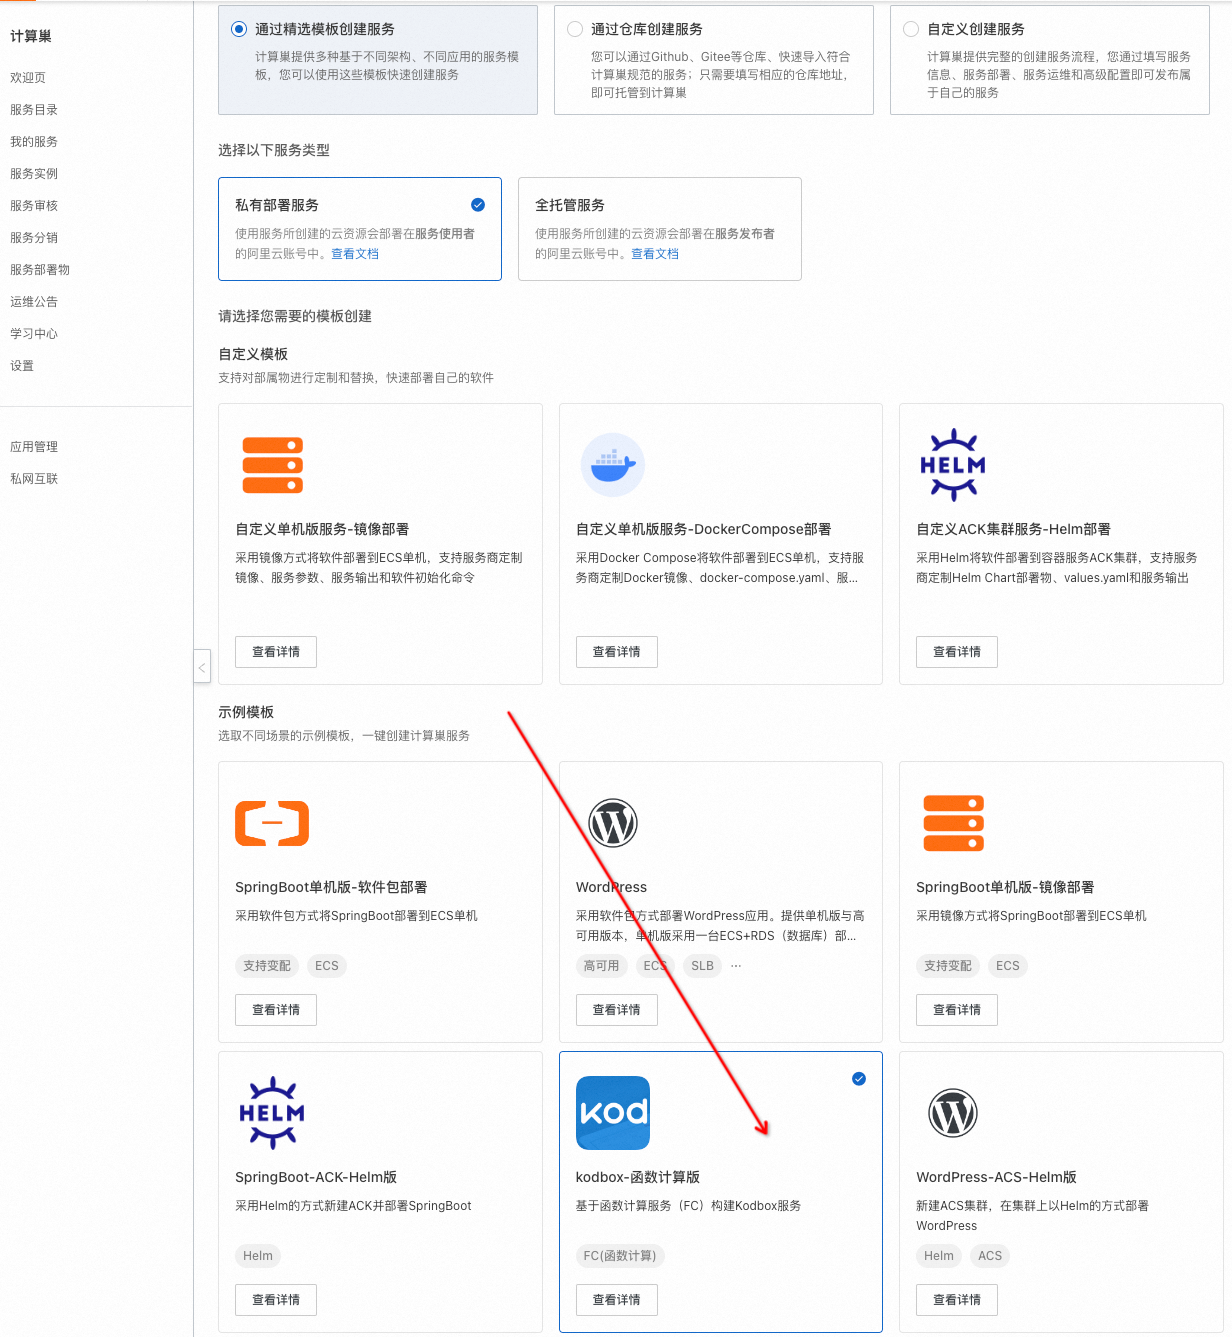 计算巢
欢迎页
服务目录
我的服务
服务实例
服务审核
服务分销
服务部署物
运维公告
学习中心
设置
应用管理
私网互联
通过精选模板创建服务
计算巢提供多种基于不同架构、不同应用的服务模
板，您可以使用这些模板快速创建服务
通过仓库创建服务
您可以通过Github、Gitee等仓库、快速导入符合
计算巢规范的服务；只需要填写相应的仓库地址，
即可托管到计算巢
自定义创建服务
计算巢提供完整的创建服务流程，您通过填写服务
信息、服务部署、服务运维和高级配置即可发布属
于自己的服务
选择以下服务类型
私有部署服务
使用服务所创建的云资源会部署在服务使用者
的阿里云账号中。查看文档
全托管服务
使用服务所创建的云资源会部署在服务发布者
的阿里云账号中。查看文档
请选择您需要的模板创建
自定义模板
支持对部属物进行定制和替换，快速部署自己的软件
自定义单机版服务-镜像部署
采用镜像方式将软件部署到ECS单机，支持服务商定制
镜像、服务参数、服务输出和软件初始化命令
查看详情
自定义单机版服务-DockerCompose部署
采用Docker Compose将软件部署到ECS单机，支持服
务商定制Docker镜像、docker-compose.yaml、服...
查看详情
HELM
自定义ACK集群服务-Helm部署
采用Helm将软件部署到容器服务ACK集群，支持服务
商定制Helm Chart部署物、values.yaml和服务输出
查看详情
示例模板
选取不同场景的示例模板，一键创建计算巢服务
SpringBoot单机版-软件包部署
采用软件包方式将SpringBoot部署到ECS单机
支持变配 ECS
查看详情
WordPress
采用软件包方式部署WordPress应用。提供单机版与高
可用版本，单机版采用一台ECS+RDS（数据库）部...
高可用 ECS SLB ...
查看详情
SpringBoot单机版-镜像部署
采用镜像方式将SpringBoot部署到ECS单机
支持变配 ECS
查看详情
HELM
SpringBoot-ACK-Helm版
采用Helm的方式新建ACK并部署SpringBoot
Helm
查看详情
kod
kodbox-函数计算版
基于函数计算服务（FC）构建Kodbox服务
FC(函数计算)
查看详情
WordPress-ACS-Helm版
新建ACS集群，在集群上以Helm的方式部署
WordPress
Helm ACS
查看详情